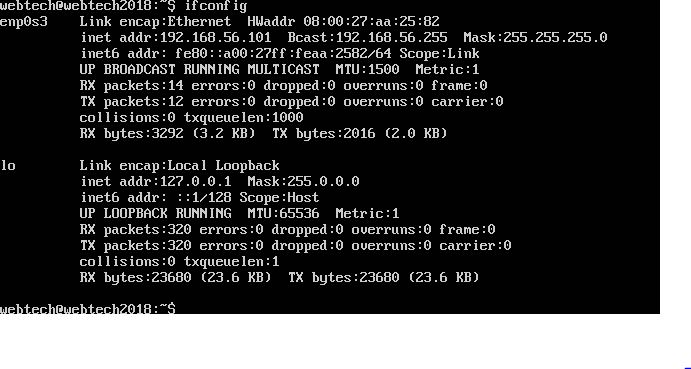 webtech@webtech2018:~$ ifconfig
enp0s3    Link encap:Ethernet  HWaddr 08:00:27:aa:25:82
          inet addr:192.168.56.101  Bcast:192.168.56.255  Mask:255.255.255.0
          inet6 addr: fe80::a00:27ff:feaa:2582/64 Scope:Link
          UP BROADCAST RUNNING MULTICAST  MTU:1500  Metric:1
          RX packets:14 errors:0 dropped:0 overruns:0 frame:0
          TX packets:12 errors:0 dropped:0 overruns:0 carrier:0
          collisions:0 txqueuelen:1000
          RX bytes:3292 (3.2 KB)  TX bytes:2016 (2.0 KB)

lo        Link encap:Local Loopback
          inet addr:127.0.0.1  Mask:255.0.0.0
          inet6 addr: ::1/128 Scope:Host
          UP LOOPBACK RUNNING  MTU:65536  Metric:1
          RX packets:320 errors:0 dropped:0 overruns:0 frame:0
          TX packets:320 errors:0 dropped:0 overruns:0 carrier:0
          collisions:0 txqueuelen:1
          RX bytes:23680 (23.6 KB)  TX bytes:23680 (23.6 KB)

webtech@webtech2018:~$